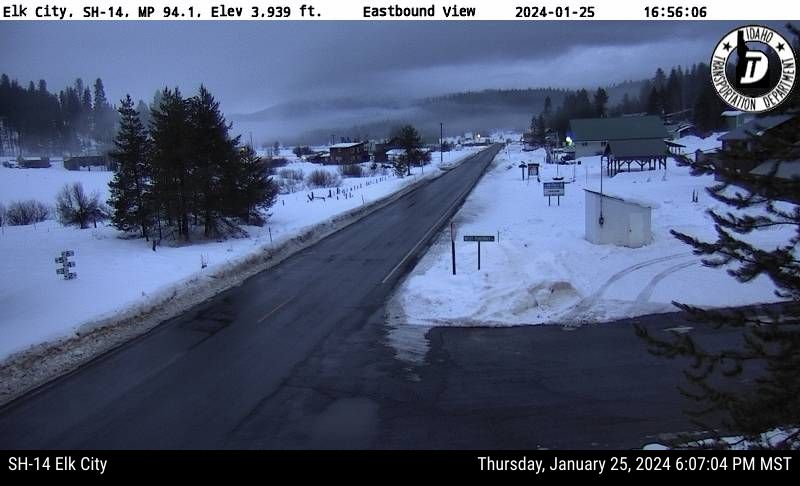 Elk City, SH-14, MP 94.1, Elev 3,939 ft. Eastbound View 2024-01-25 16:56:06
IDAHO
TRANSPORTATION DEPARTMENT
SH-14 Elk City Thursday, January 25, 2024 6:07:04 PM MST